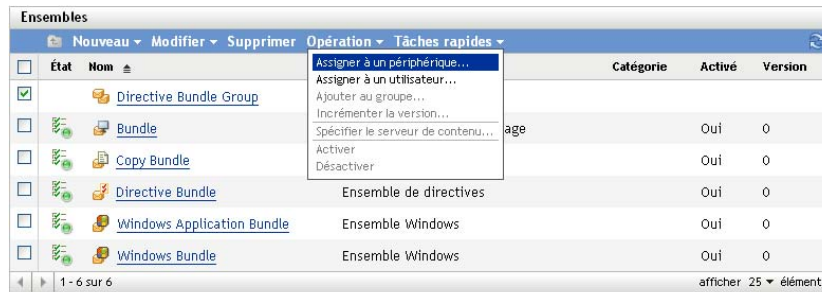 Ensembles
Nouveau Modifier Supprimer Opération Tâches rapides
État Nom Catégorie Activé Version
Assigner à un périphérique...
Assigner à un utilisateur...
Ajouter au groupe...
Incrémenter la version...
Spécifier le serveur de contenu...
Activer
Désactiver
Directive Bundle Group
Bundle age Oui 0
Copy Bundle Oui 0
Directive Bundle Ensemble de directives Oui 0
Windows Application Bundle Ensemble Windows Oui 0
Windows Bundle Ensemble Windows Oui 0
1 - 6 sur 6 afficher 25 élément